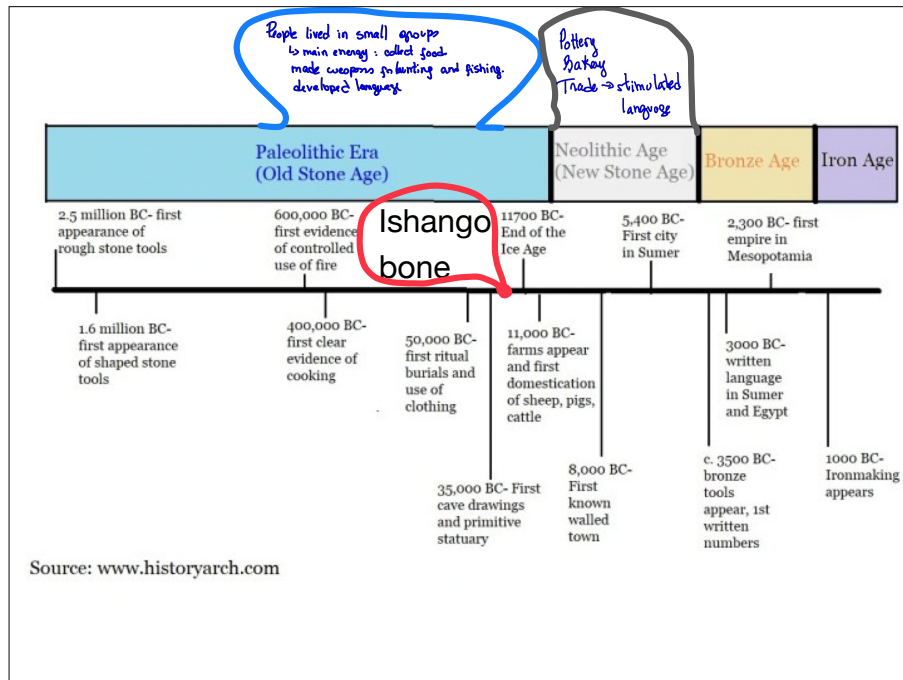 People lived in small groups
↳ main energy : collect food
made weapons for hunting and fishing.
developed language
Pottery
Bakery
Trade → stimulated
language
Paleolithic Era
(Old Stone Age)
Neolithic Age
(New Stone Age)
Bronze Age
Iron Age
2.5 million BC- first
appearance of
rough stone tools
600,000 BC-
first evidence
of controlled
use of fire
Ishango
bone
11700 BC-
End of the
Ice Age
5,400 BC-
First city
in Sumer
2,300 BC- first
empire in
Mesopotamia
1.6 million BC-
first appearance
of shaped stone
tools
400,000 BC-
first clear
evidence of
cooking
50,000 BC-
first ritual
burials and
use of
clothing
11,000 BC-
farms appear
and first
domestication
of sheep, pigs,
cattle
3000 BC-
written
language
in Sumer
and Egypt
35,000 BC- First
cave drawings
and primitive
statuary
8,000 BC-
First
known
walled
town
c. 3500 BC-
bronze
tools
appear, 1st
written
numbers
1000 BC-
Ironmaking
appears
Source: www.historyarch.com